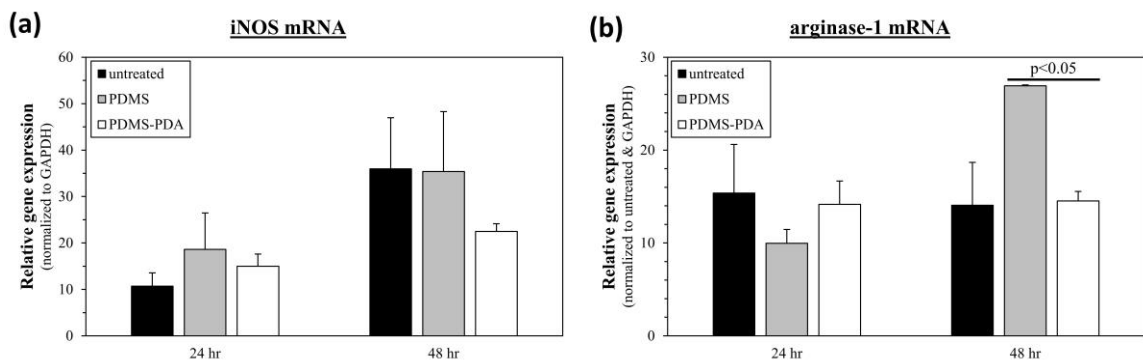 (a)
iNOS mRNA
Relative gene expression
(normalized to GAPDH)
60
50
40
30
20
10
0
untreated
PDMS
PDMS-PDA
24 hr
48 hr
(b)
arginase-1 mRNA
Relative gene expression
(normalized to untreated & GAPDH)
30
20
10
0
untreated
PDMS
PDMS-PDA
p<0.05
24 hr
48 hr